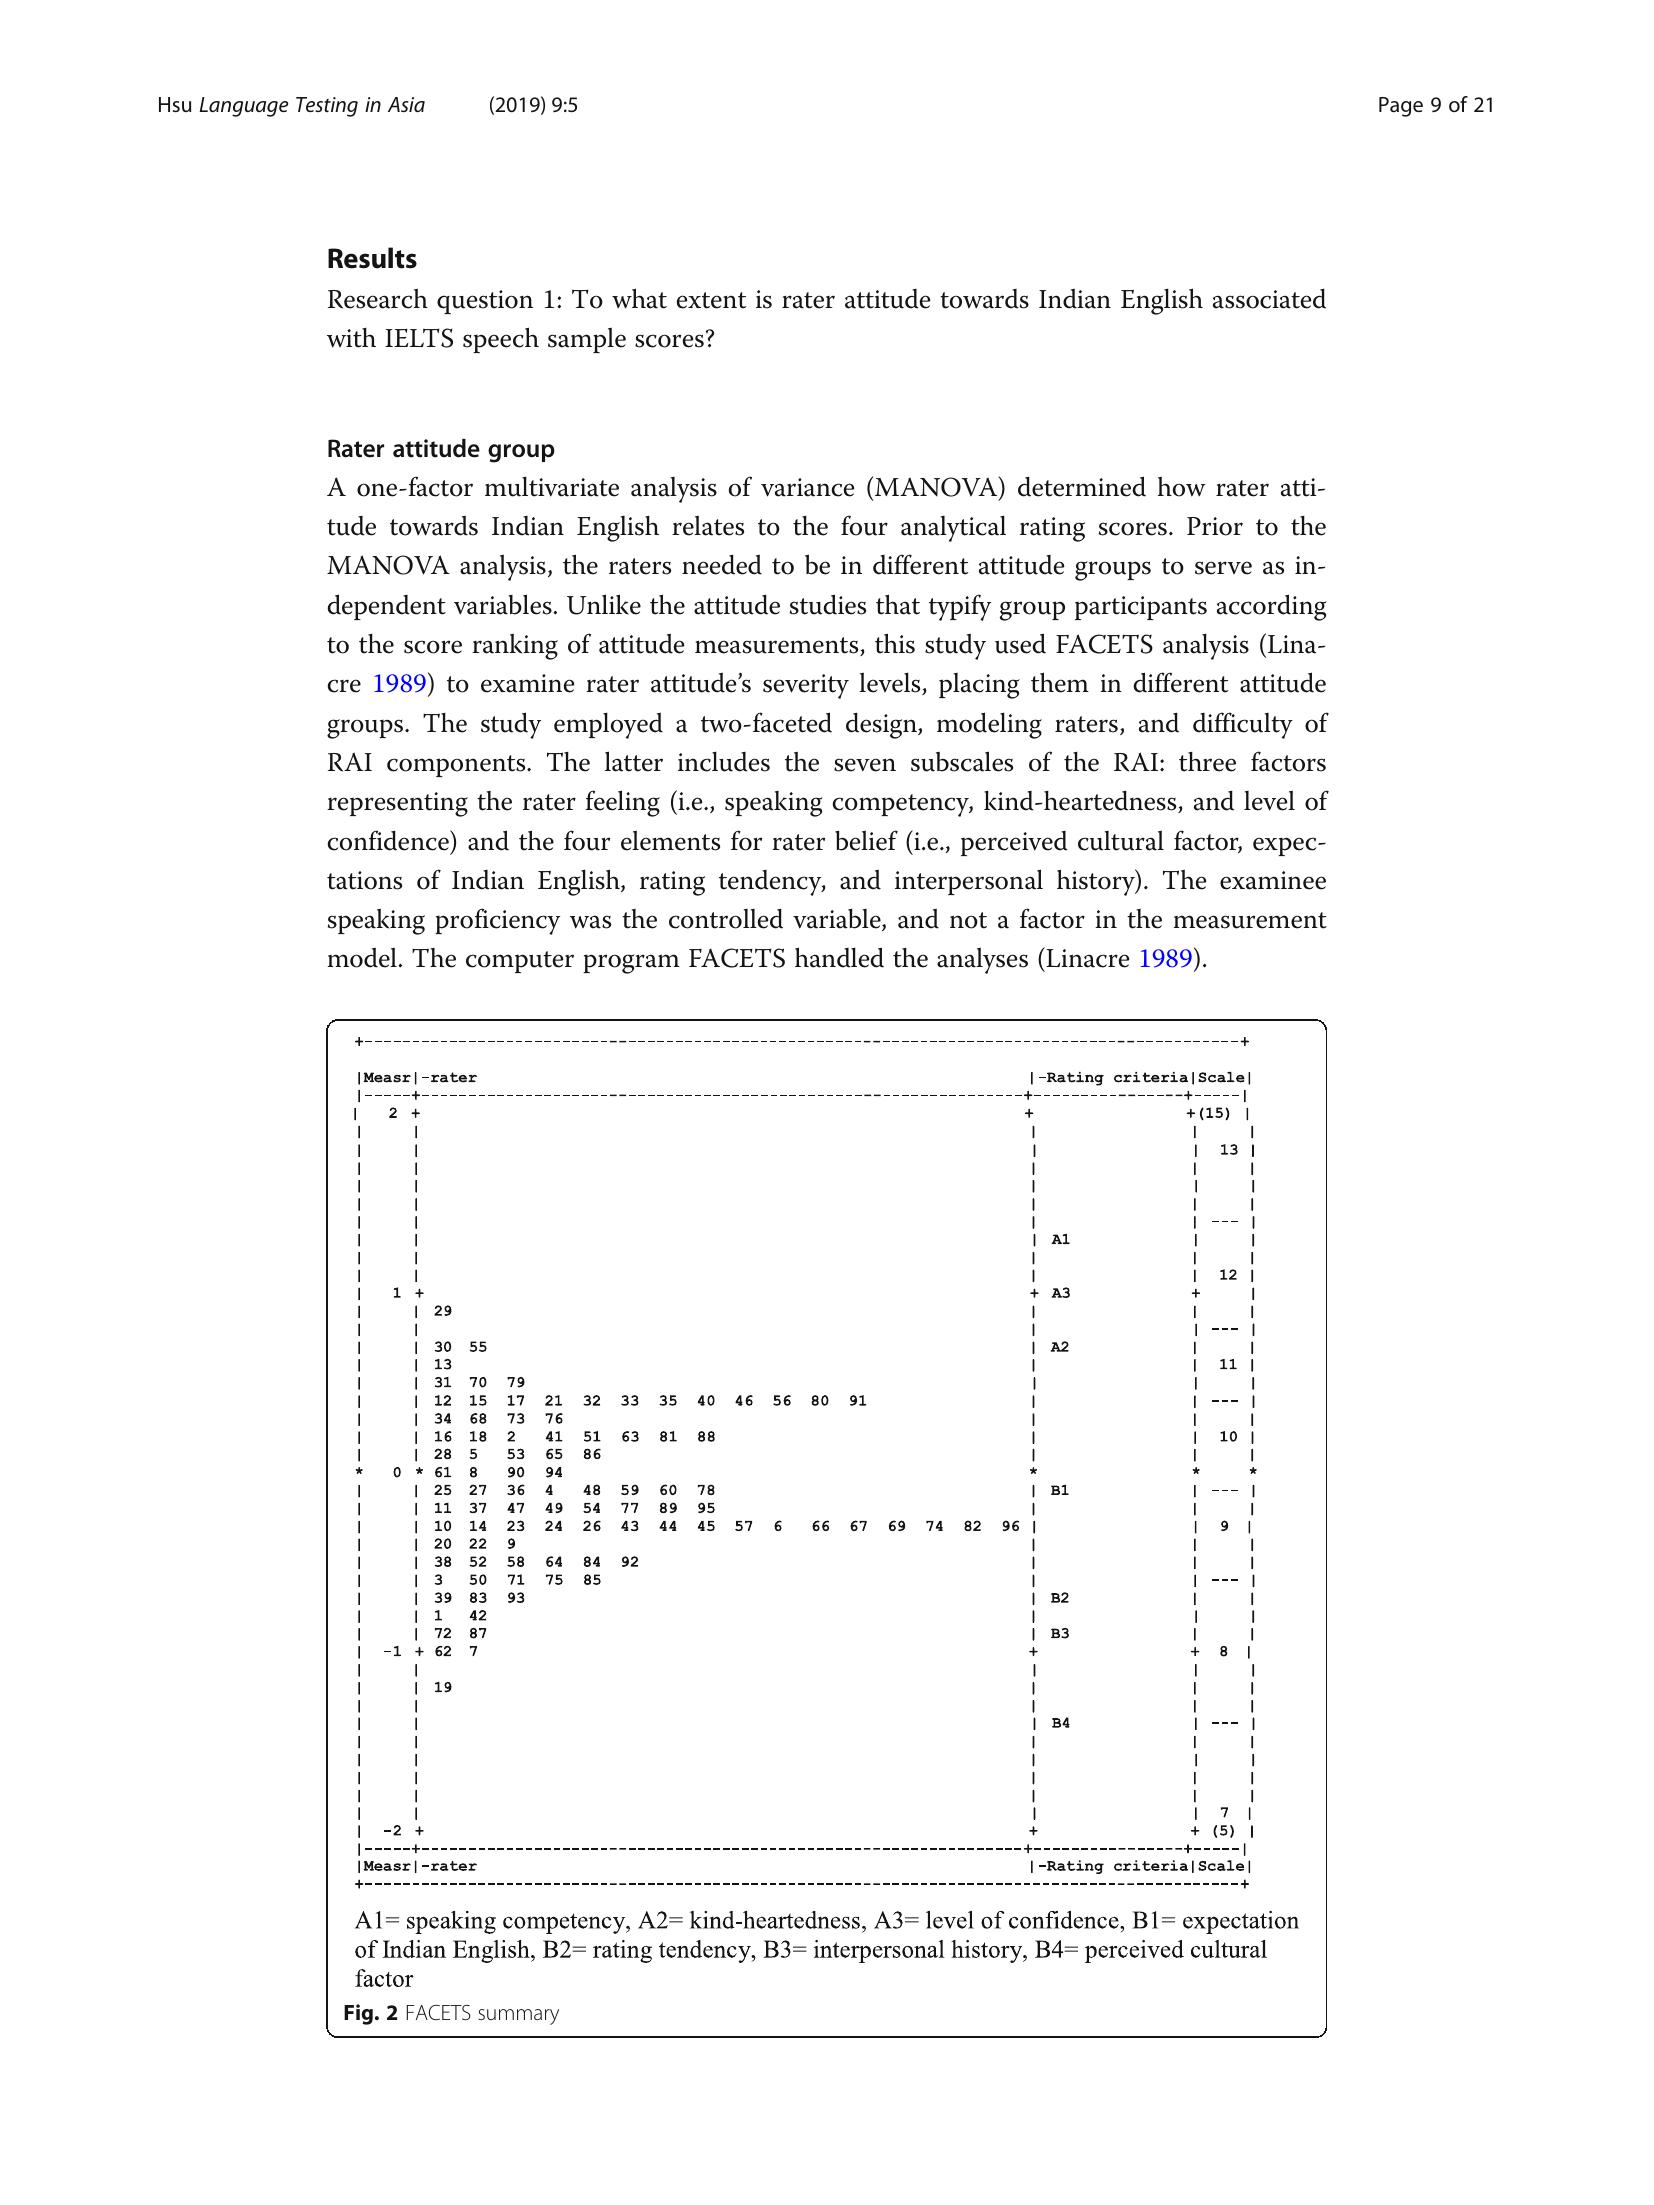 Hsu Language Testing in Asia (2019) 9:5 Page 9 of 21
Results
Research question 1: To what extent is rater attitude towards Indian English associated
with IELTS speech sample scores?
Rater attitude group
A one-factor multivariate analysis of variance (MANOVA) determined how rater atti-
tude towards Indian English relates to the four analytical rating scores. Prior to the
MANOVA analysis, the raters needed to be in different attitude groups to serve as in-
dependent variables. Unlike the attitude studies that typify group participants according
to the score ranking of attitude measurements, this study used FACETS analysis (Lina-
cre 1989) to examine rater attitude’s severity levels, placing them in different attitude
groups. The study employed a two-faceted design, modeling raters, and difficulty of
RAI components. The latter includes the seven subscales of the RAI: three factors
representing the rater feeling (i.e., speaking competency, kind-heartedness, and level of
confidence) and the four elements for rater belief (i.e., perceived cultural factor, expec-
tations of Indian English, rating tendency, and interpersonal history). The examinee
speaking proficiency was the controlled variable, and not a factor in the measurement
model. The computer program FACETS handled the analyses (Linacre 1989).
|Measr|-rater |-Rating criteria|Scale|
| 2 + + +(15) |
| | | | 13 |
| | | | --- |
| | | A1 | |
| | | | 12 |
| 1 + + A3 + |
| | 29 | | |
| | | | --- |
| | 30 55 | A2 | |
| | 13 | | 11 |
| | 31 70 79 | | |
| | 12 15 17 21 32 33 35 40 46 56 80 91 | | --- |
| | 34 68 73 76 | | |
| | 16 18 2 41 51 63 81 88 | | 10 |
| | 28 5 53 65 86 | | |
* 0 * 61 8 90 94 * * *
| | 25 27 36 4 48 59 60 78 | B1 | --- |
| | 11 37 47 49 54 77 89 95 | | |
| | 10 14 23 24 26 43 44 45 57 6 66 67 69 74 82 96 | | 9 |
| | 20 22 9 | | |
| | 38 52 58 64 84 92 | | |
| | 3 50 71 75 85 | | --- |
| | 39 83 93 | B2 | |
| | 1 42 | | |
| | 72 87 | B3 | |
| -1 + 62 7 + + 8 |
| | 19 | | |
| | | B4 | --- |
| | | | 7 |
| -2 + + + (5) |
|Measr|-rater |-Rating criteria|Scale|
A1= speaking competency, A2= kind-heartedness, A3= level of confidence, B1= expectation
of Indian English, B2= rating tendency, B3= interpersonal history, B4= perceived cultural
factor
Fig. 2 FACETS summary